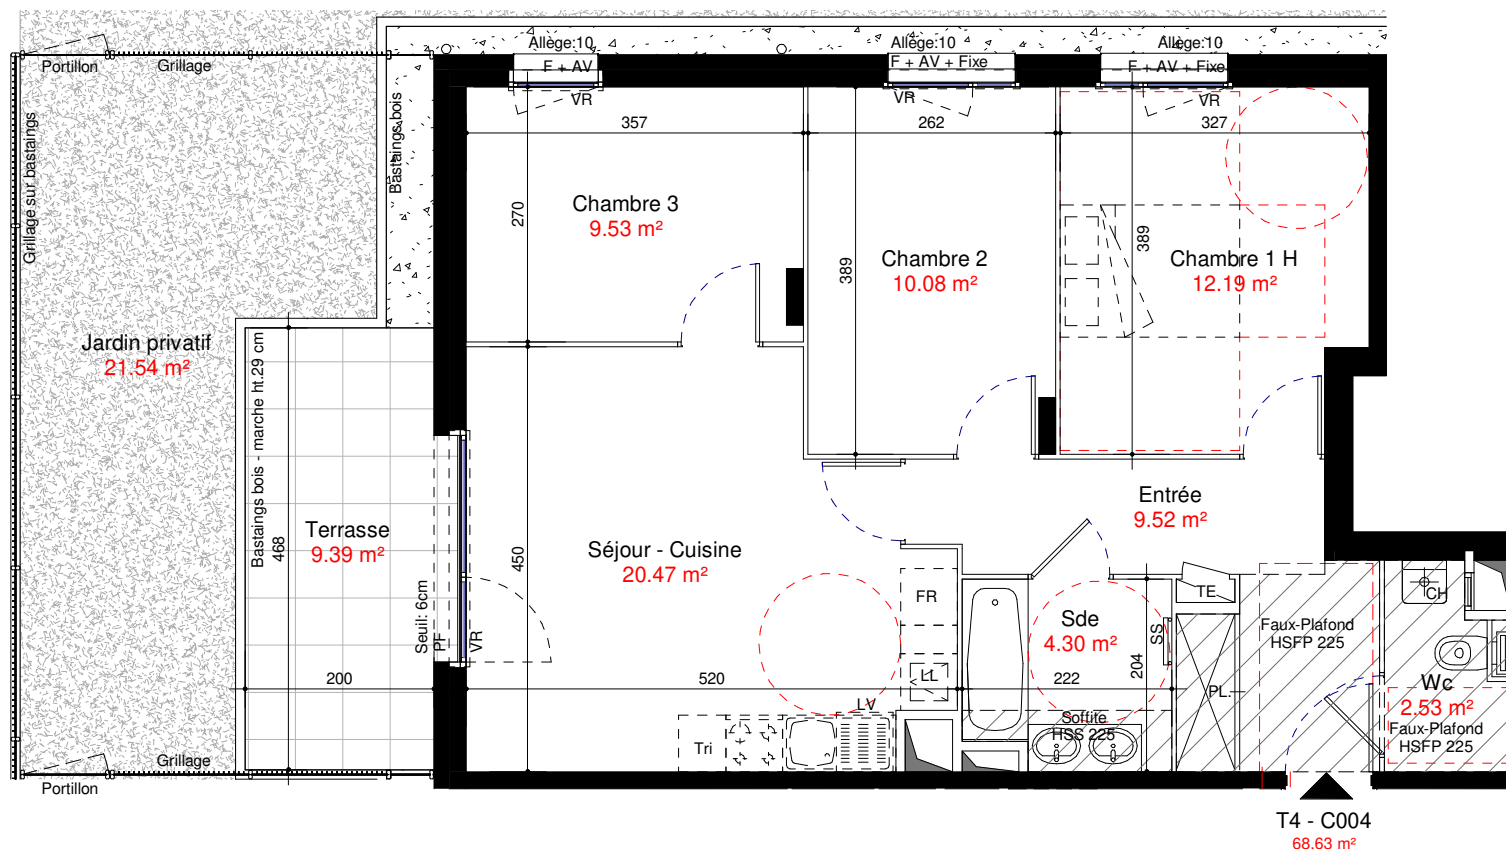 Allège:10
Allège:10
Allège:10
Portillon
Grillage
F + AV
F + AV + Fixe
F + AV + Fixe
VR
VR
VR
Grillage sur bastaings
Bastaings bois
357
262
327
270
389
389
Chambre 3
9.53 m²
Chambre 2
10.08 m²
Chambre 1 H
12.19 m²
Jardin privatif
21.54 m²
Bastaings bois - marche ht.29 cm
468
Terrasse
9.39 m²
Séjour - Cuisine
20.47 m²
450
Entrée
9.52 m²
Seuil: 6cm
PF
VR
FR
Sde
4.30 m²
SS
204
TE
Faux-Plafond
HSFP 225
CH
200
520
222
LL
LV
PL
Wc
2.53 m²
Faux-Plafond
HSFP 225
Soffite
HSS 225
Tri
Grillage
Portillon
T4 - C004
68.63 m²